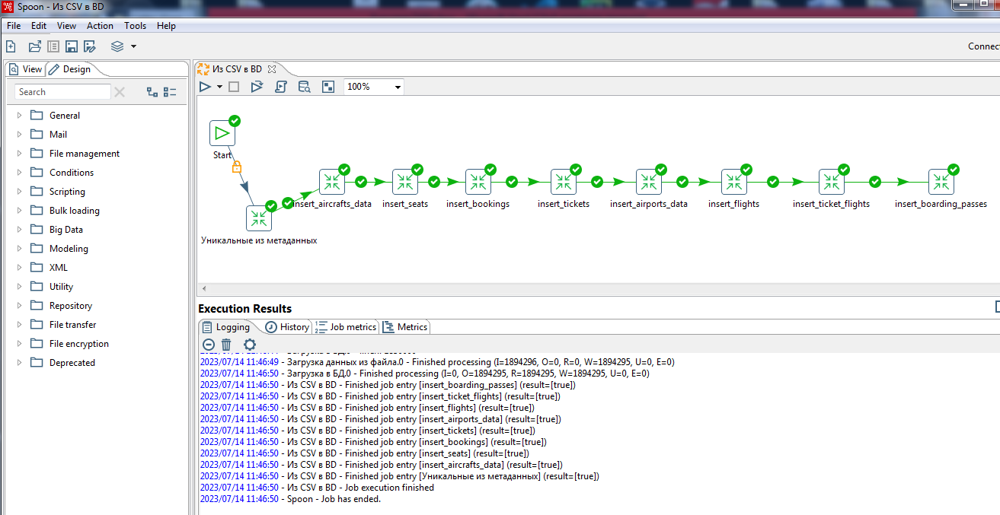 Spoon - Из CSV в BD
File Edit View Action Tools Help
Connect
View Design
Search
General
Mail
File management
Conditions
Scripting
Bulk loading
Big Data
Modeling
XML
Utility
Repository
File transfer
File encryption
Deprecated
Из CSV в BD
100%
Start
Уникальные из метаданных
insert_aircrafts_data
insert_seats
insert_bookings
insert_tickets
insert_airports_data
insert_flights
insert_ticket_flights
insert_boarding_passes
Execution Results
Logging History Job metrics Metrics
2023/07/14 11:46:49 - Загрузка данных из файла.0 - Finished processing (I=1894296, O=0, R=0, W=1894295, U=0, E=0)
2023/07/14 11:46:50 - Загрузка в БД.0 - Finished processing (I=0, O=1894295, R=1894295, W=1894295, U=0, E=0)
2023/07/14 11:46:50 - Из CSV в BD - Finished job entry [insert_boarding_passes] (result=[true])
2023/07/14 11:46:50 - Из CSV в BD - Finished job entry [insert_ticket_flights] (result=[true])
2023/07/14 11:46:50 - Из CSV в BD - Finished job entry [insert_flights] (result=[true])
2023/07/14 11:46:50 - Из CSV в BD - Finished job entry [insert_airports_data] (result=[true])
2023/07/14 11:46:50 - Из CSV в BD - Finished job entry [insert_tickets] (result=[true])
2023/07/14 11:46:50 - Из CSV в BD - Finished job entry [insert_bookings] (result=[true])
2023/07/14 11:46:50 - Из CSV в BD - Finished job entry [insert_seats] (result=[true])
2023/07/14 11:46:50 - Из CSV в BD - Finished job entry [insert_aircrafts_data] (result=[true])
2023/07/14 11:46:50 - Из CSV в BD - Finished job entry [Уникальные из метаданных] (result=[true])
2023/07/14 11:46:50 - Из CSV в BD - Job execution finished
2023/07/14 11:46:50 - Spoon - Job has ended.